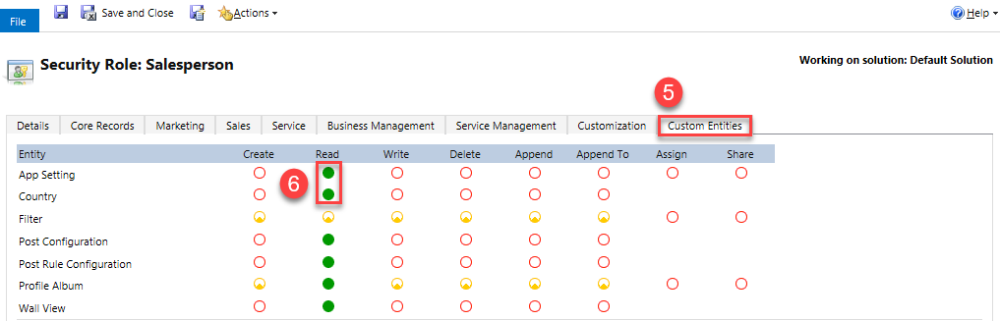 File Save and Close Actions Help
Security Role: Salesperson
Working on solution: Default Solution
5
Details Core Records Marketing Sales Service Business Management Service Management Customization Custom Entities
Entity Create Read Write Delete Append Append To Assign Share
App Setting
6
Country
Filter
Post Configuration
Post Rule Configuration
Profile Album
Wall View